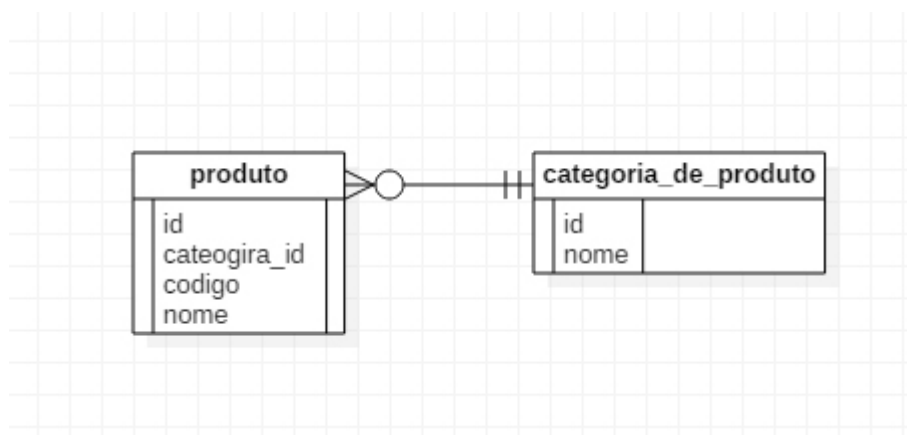 produto
id
cateogira_id
codigo
nome
categoria_de_produto
id
nome